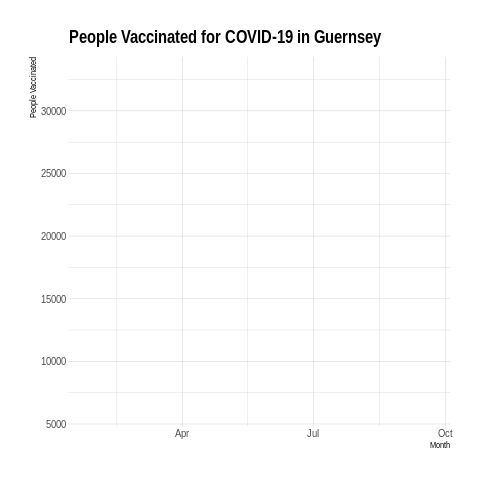 People Vaccinated for COVID-19 in Guernsey
People Vaccinated
30000
25000
20000
15000
10000
5000
Apr Jul Oct
Month